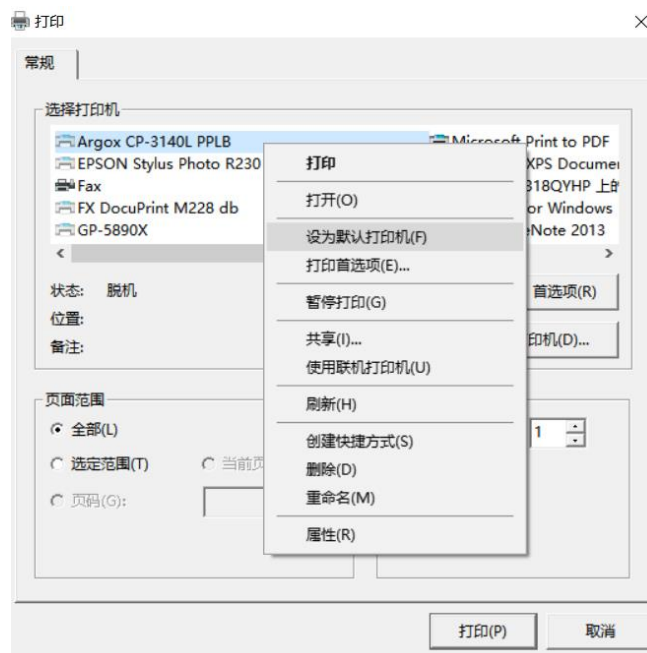 打印
常规
选择打印机
Argox CP-3140L PPLB
EPSON Stylus Photo R230
Fax
FX DocuPrint M228 db
GP-5890X
Microsoft Print to PDF
XPS Documen
318QYHP 上的
or Windows
eNote 2013
状态: 脱机
位置:
备注:
首选项(R)
印机(D)...
打印
打开(O)
设为默认打印机(F)
打印首选项(E)...
暂停打印(G)
共享(I)...
使用联机打印机(U)
刷新(H)
创建快捷方式(S)
删除(D)
重命名(M)
属性(R)
页面范围
全部(L)
选定范围(T)
当前页
页码(G):
1
打印(P)
取消